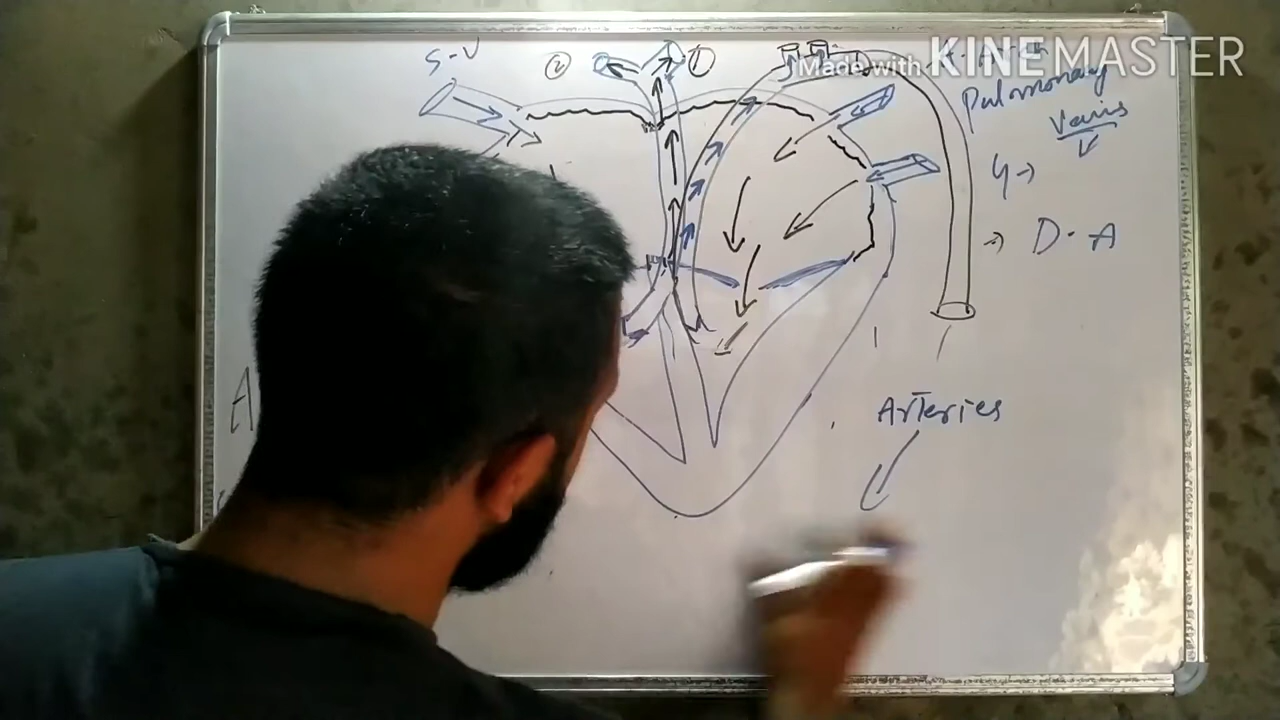 S-V
② ①
Made with KINEMASTER
Pulmonary
Veins
4 →
→ D. A
A
Arteries